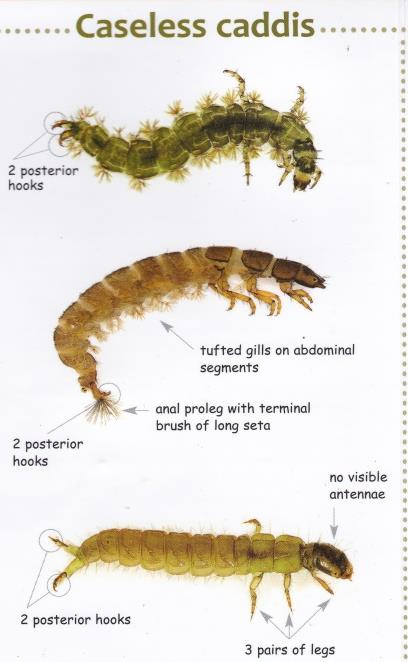 Caseless caddis
2 posterior
hooks
tufted gills on abdominal
segments
anal proleg with terminal
brush of long seta
2 posterior
hooks
no visible
antennae
2 posterior hooks
3 pairs of legs